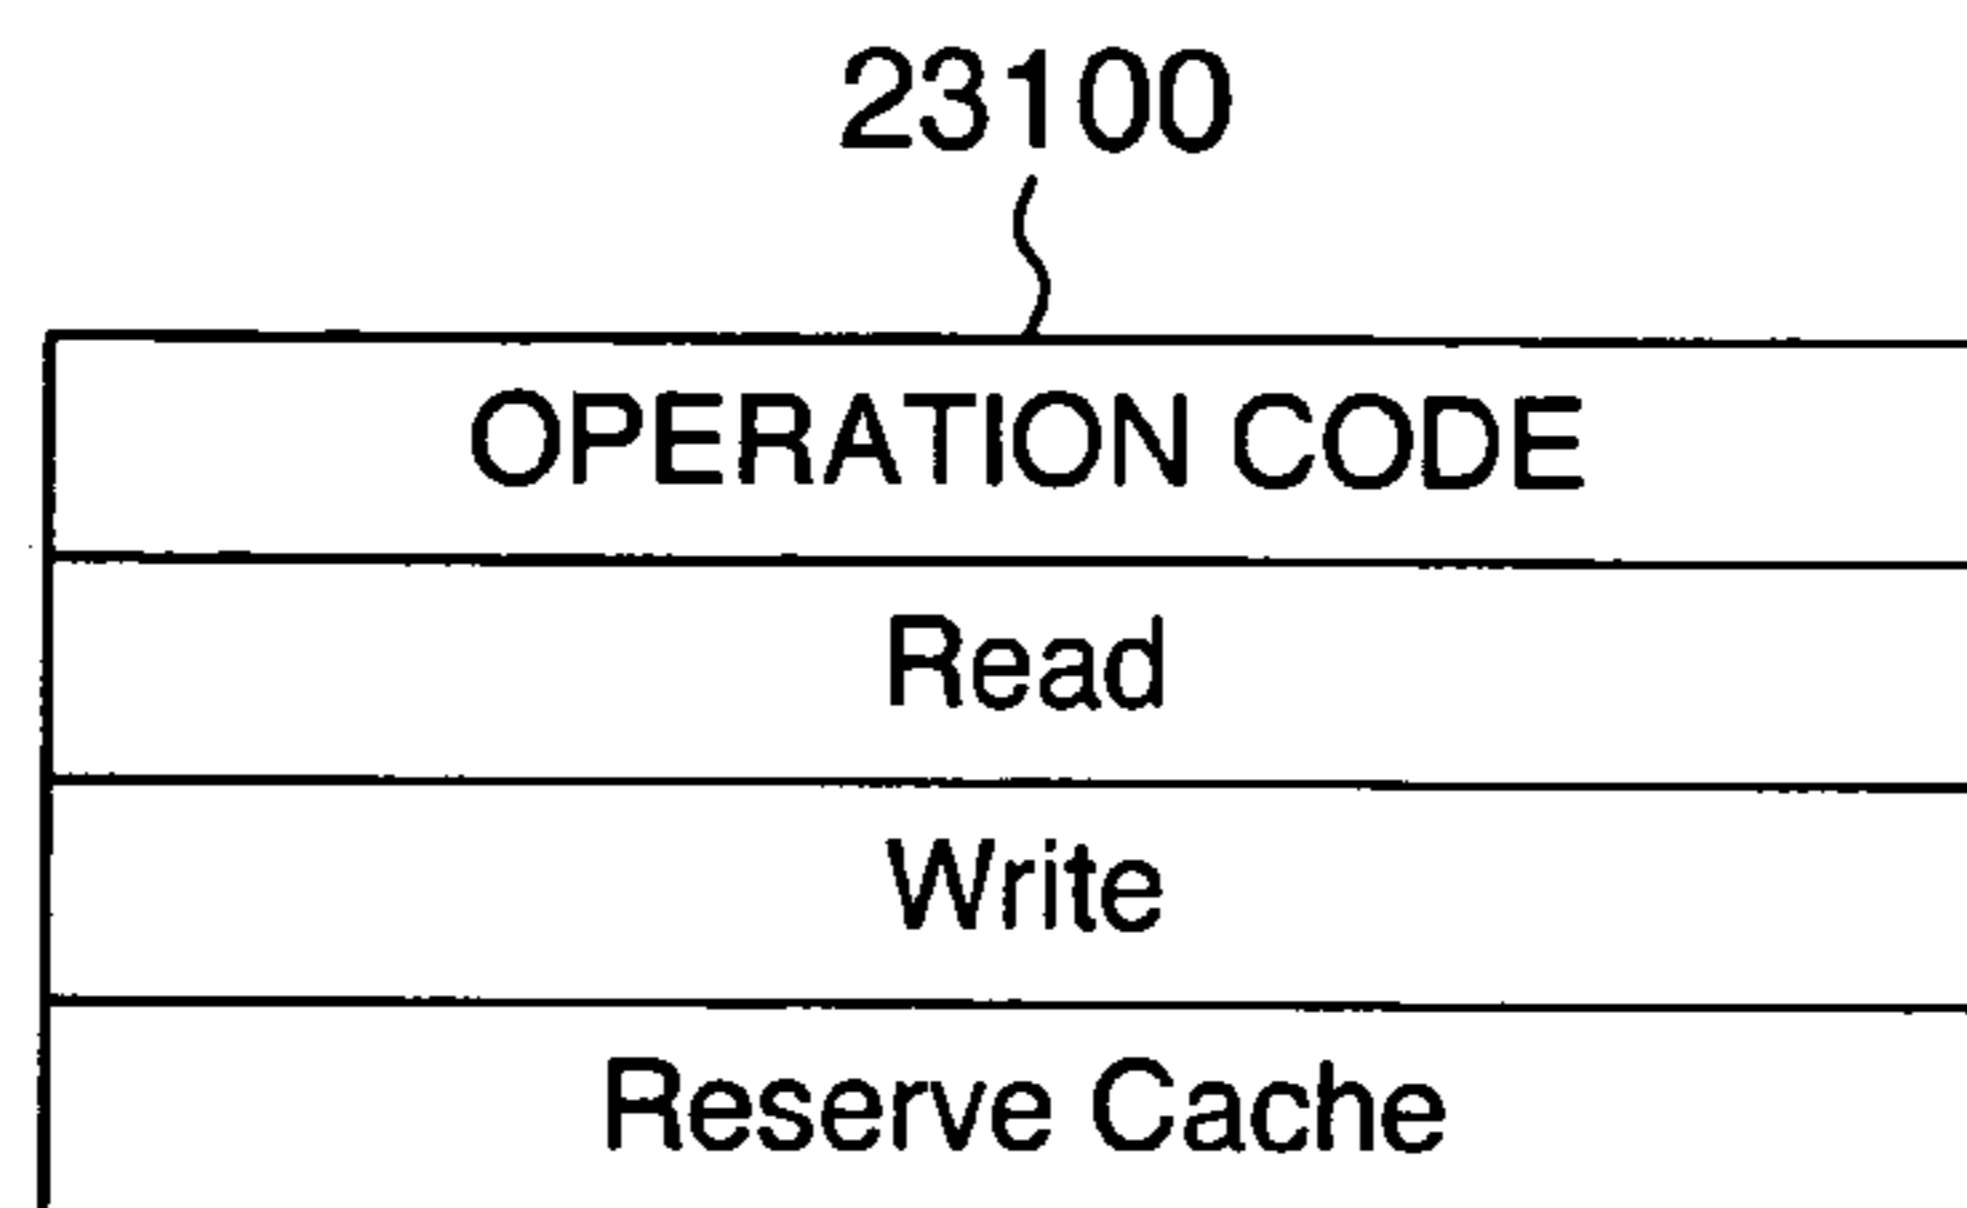 23100
OPERATION CODE
Read
Write
Reserve Cache